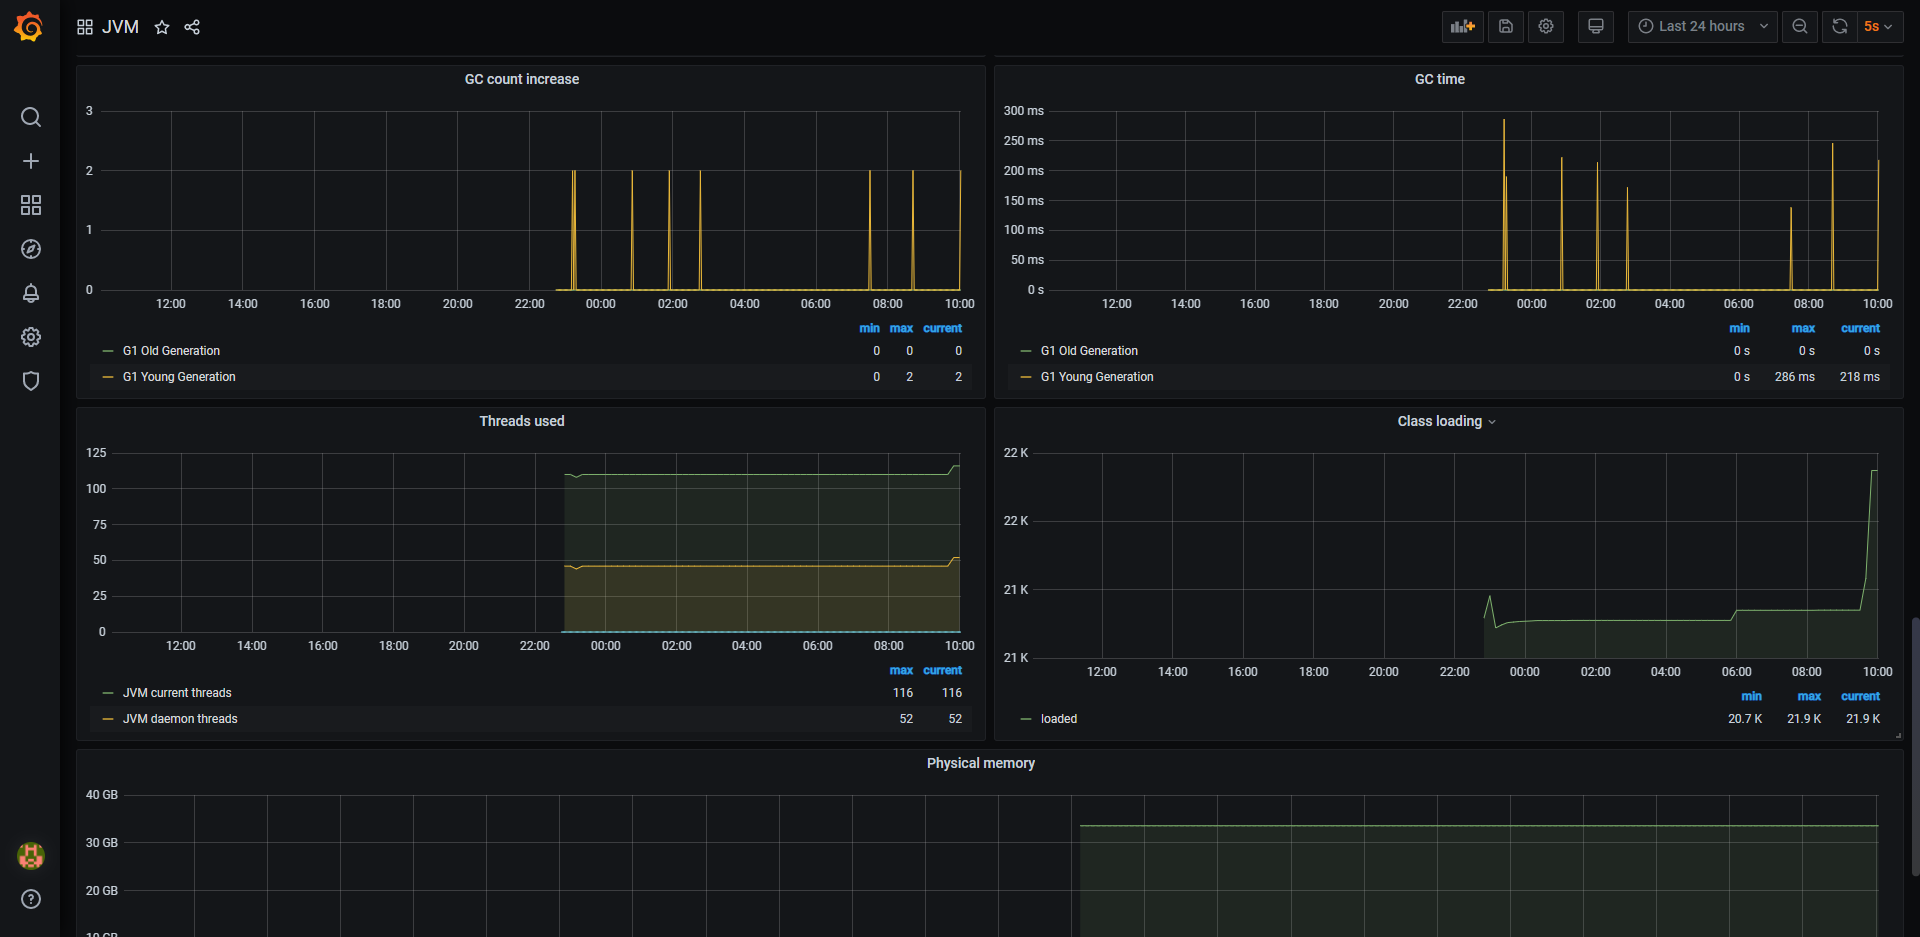 JVM
Last 24 hours
5s
GC count increase
3
2
1
0
12:00 14:00 16:00 18:00 20:00 22:00 00:00 02:00 04:00 06:00 08:00 10:00
min max current
G1 Old Generation 0 0 0
G1 Young Generation 0 2 2
GC time
300 ms
250 ms
200 ms
150 ms
100 ms
50 ms
0 s
12:00 14:00 16:00 18:00 20:00 22:00 00:00 02:00 04:00 06:00 08:00 10:00
min max current
G1 Old Generation 0 s 0 s 0 s
G1 Young Generation 0 s 286 ms 218 ms
Threads used
125
100
75
50
25
0
12:00 14:00 16:00 18:00 20:00 22:00 00:00 02:00 04:00 06:00 08:00 10:00
max current
JVM current threads 116 116
JVM daemon threads 52 52
Class loading
22 K
22 K
21 K
21 K
12:00 14:00 16:00 18:00 20:00 22:00 00:00 02:00 04:00 06:00 08:00 10:00
min max current
loaded 20.7 K 21.9 K 21.9 K
Physical memory
40 GB
30 GB
20 GB
10 GB